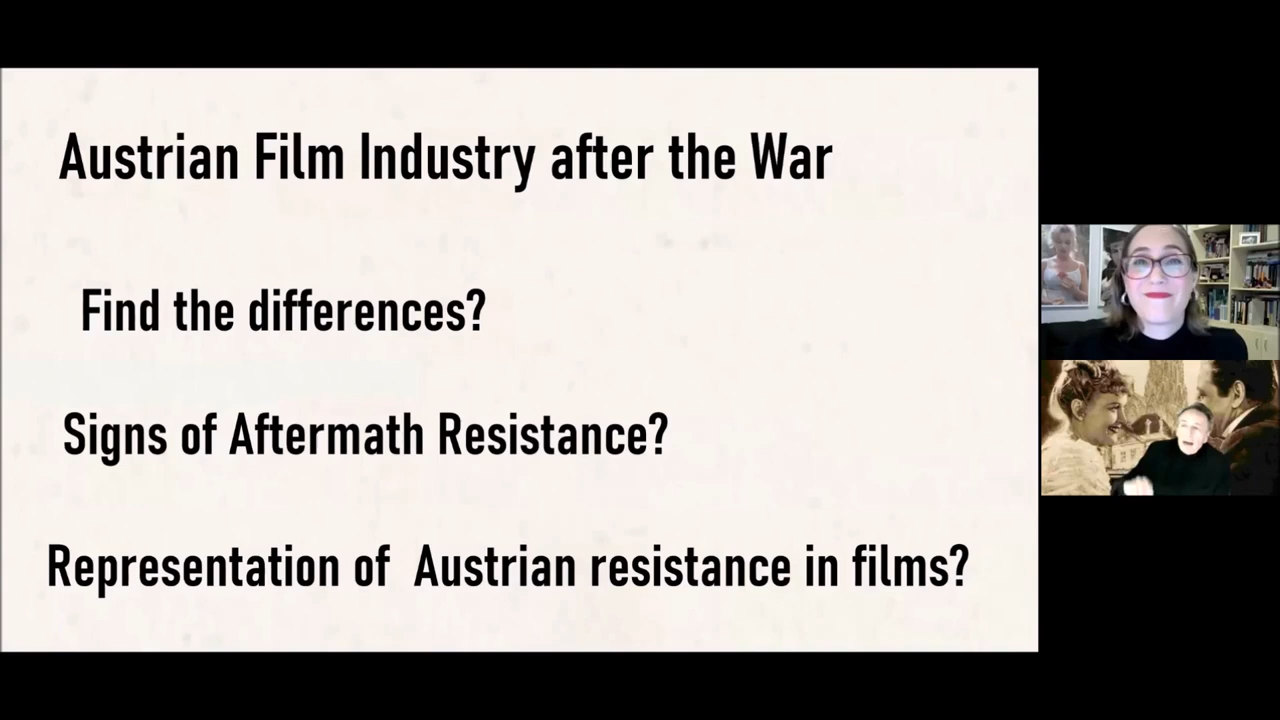 Austrian Film Industry after the War
Find the differences?
Signs of Aftermath Resistance?
Representation of Austrian resistance in films?